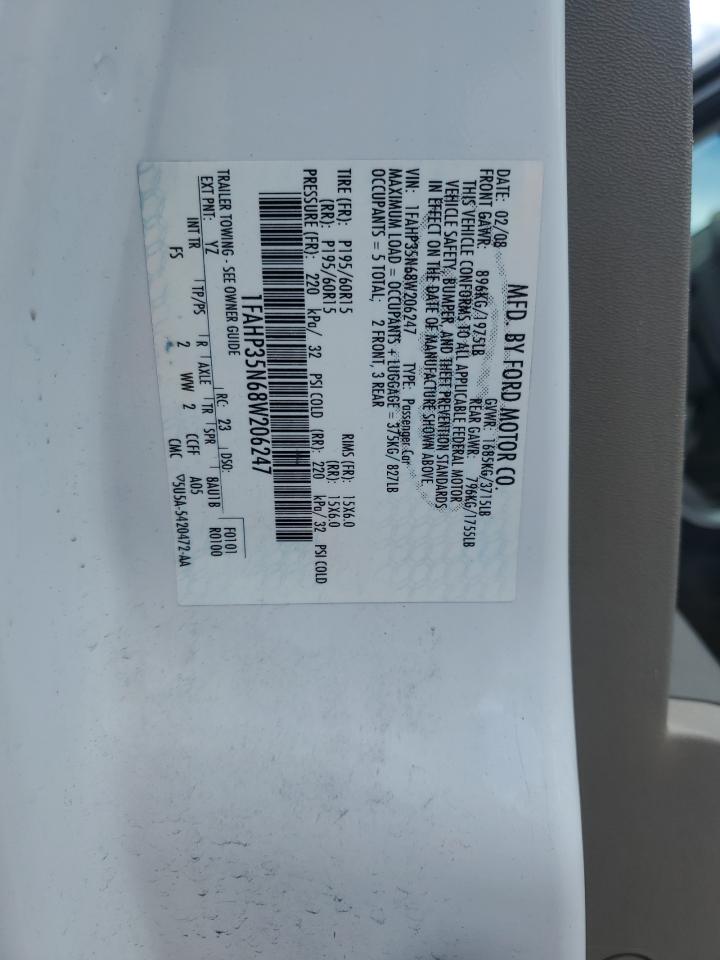 MFD. BY FORD MOTOR CO.
DATE: 02/08 GVWR: 1685KG/3715LB
FRONT GAWR: 896KG/1975LB REAR GAWR: 796KG/1755LB
THIS VEHICLE CONFORMS TO ALL APPLICABLE FEDERAL MOTOR
VEHICLE SAFETY, BUMPER, AND THEFT PREVENTION STANDARDS
IN EFFECT ON THE DATE OF MANUFACTURE SHOWN ABOVE.
VIN: 1FAHP35N68W206247 TYPE: Passenger Car
MAXIMUM LOAD = OCCUPANTS + LUGGAGE = 375KG/ 827LB
OCCUPANTS = 5 TOTAL; 2 FRONT, 3 REAR
TIRE (FR): P195/60R15 RIMS (FR): 15X6.0
(RR): P195/60R15 (RR): 15X6.0
PRESSURE (FR): 220 kPa/ 32 PSI COLD (RR): 220 kPa/ 32 PSI COLD
1FAHP35N68W206247
TRAILER TOWING - SEE OWNER GUIDE F0101
EXT PNT: YZ RC: 23 DSO: R0100
INT TR TP/PS R AXLE TR SPR 8AU1B
FS 2 WW 2 CCFF A05
CMC 5U5A-5420472-AA